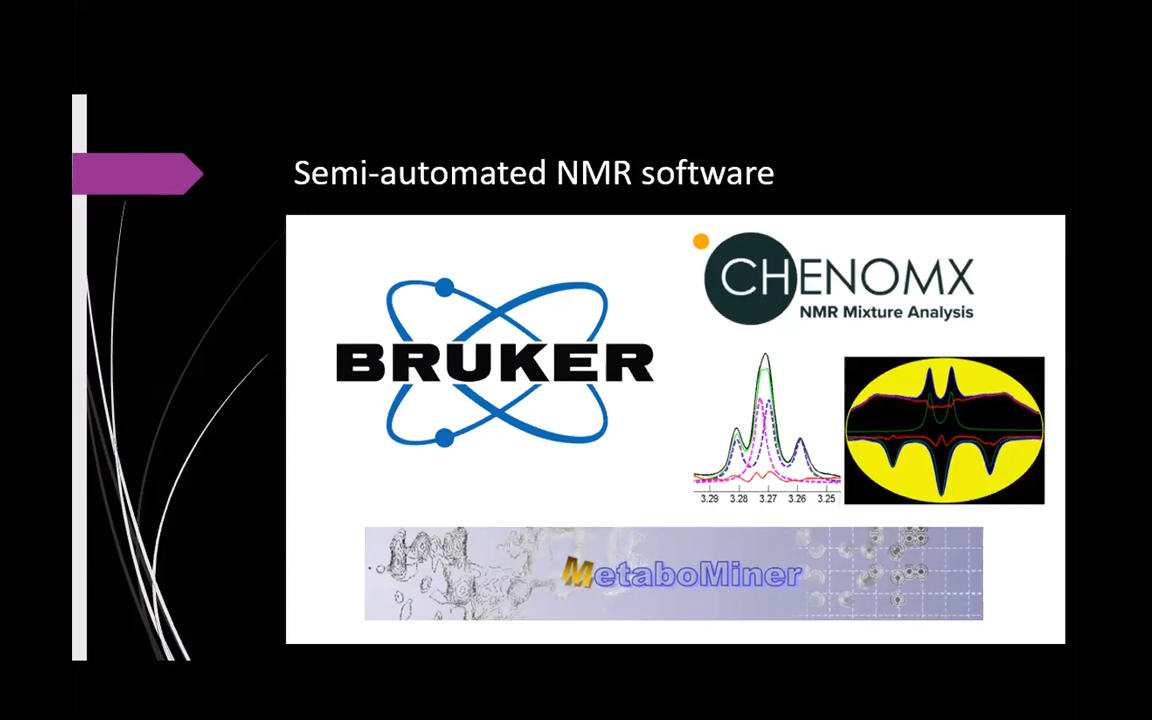 Semi-automated NMR software
CHENOMX
NMR Mixture Analysis
BRUKER
3.29 3.28 3.27 3.26 3.25
MetaboMiner